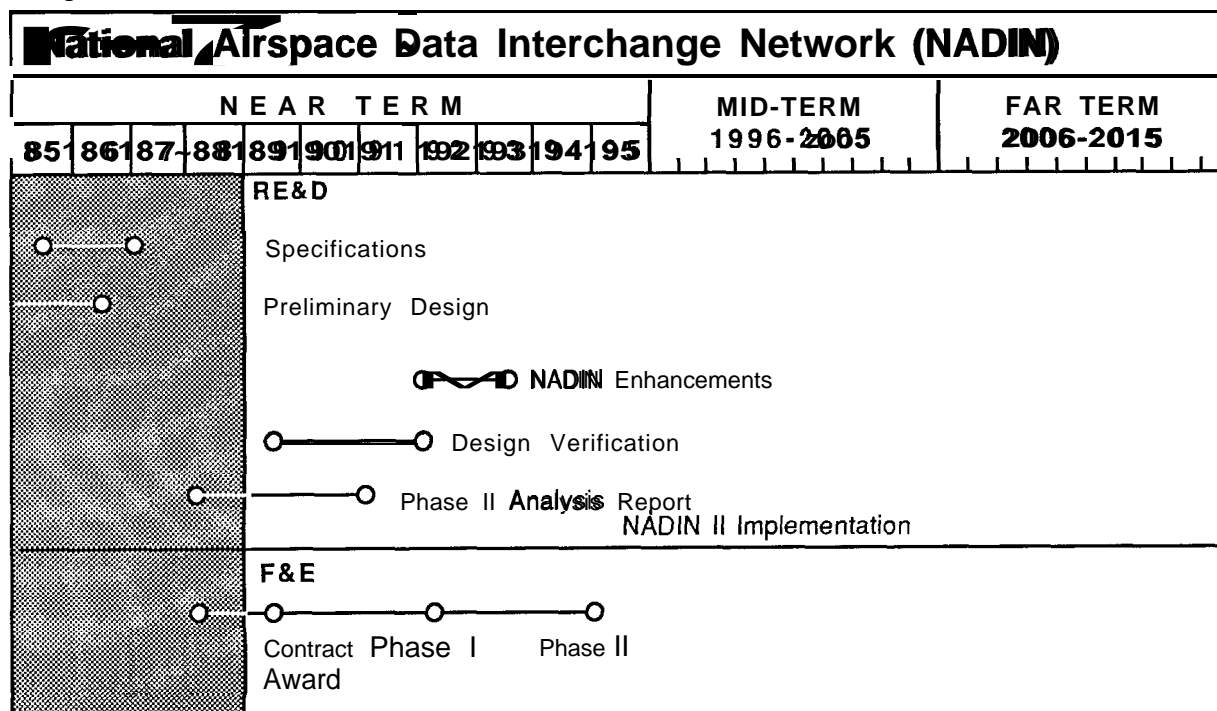 National Airspace Data Interchange Network (NADIN)
NEAR TERM MID-TERM FAR TERM
85 86 87 88 89 90 91 92 93 94 95 1996-2005 2006-2015
RE&D
Specifications
Preliminary Design
NADIN Enhancements
Design Verification
Phase II Analysis Report
NADIN II Implementation
F&E
Contract Phase I Phase II
Award